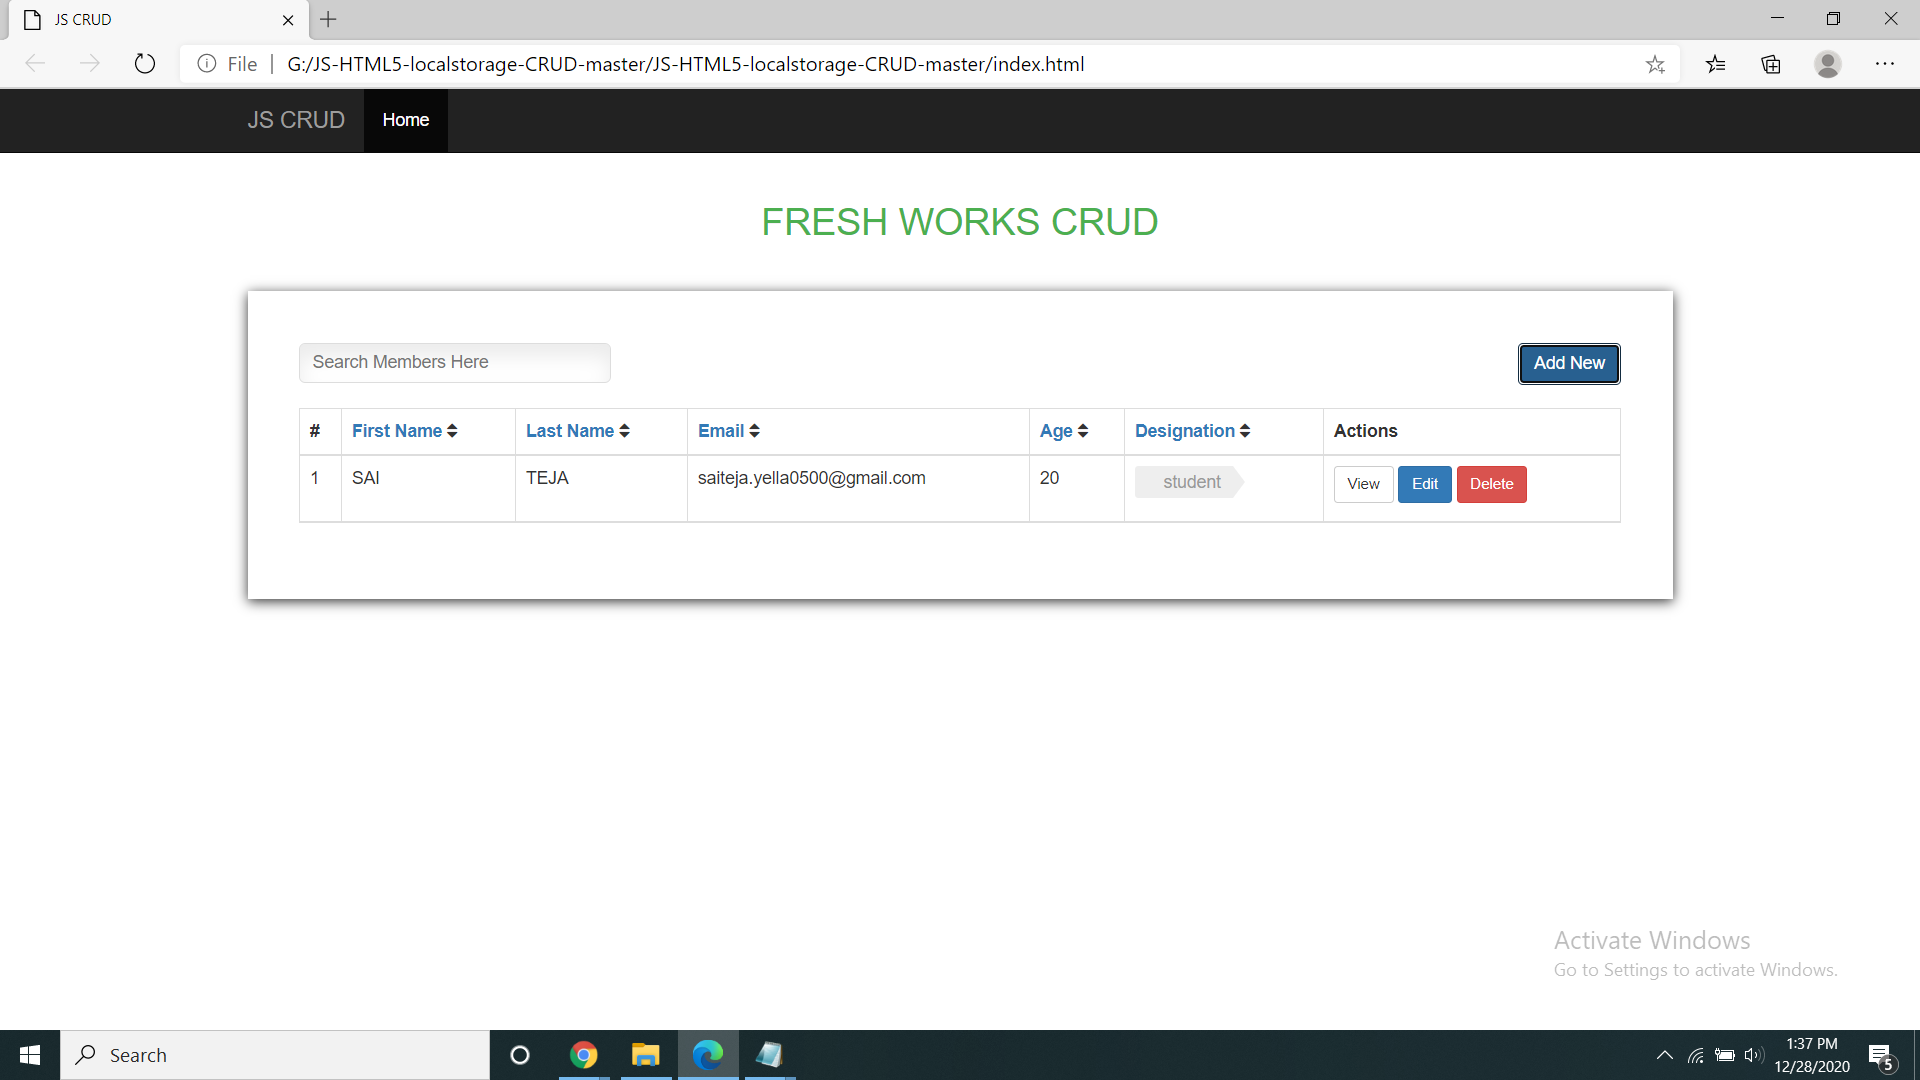 JS CRUD
File | G:/JS-HTML5-localstorage-CRUD-master/JS-HTML5-localstorage-CRUD-master/index.html
JS CRUD Home
FRESH WORKS CRUD
Search Members Here Add New
# First Name Last Name Email Age Designation Actions
1 SAI TEJA saiteja.yella0500@gmail.com 20 student View Edit Delete
Activate Windows
Go to Settings to activate Windows.
Search
1:37 PM
12/28/2020
5